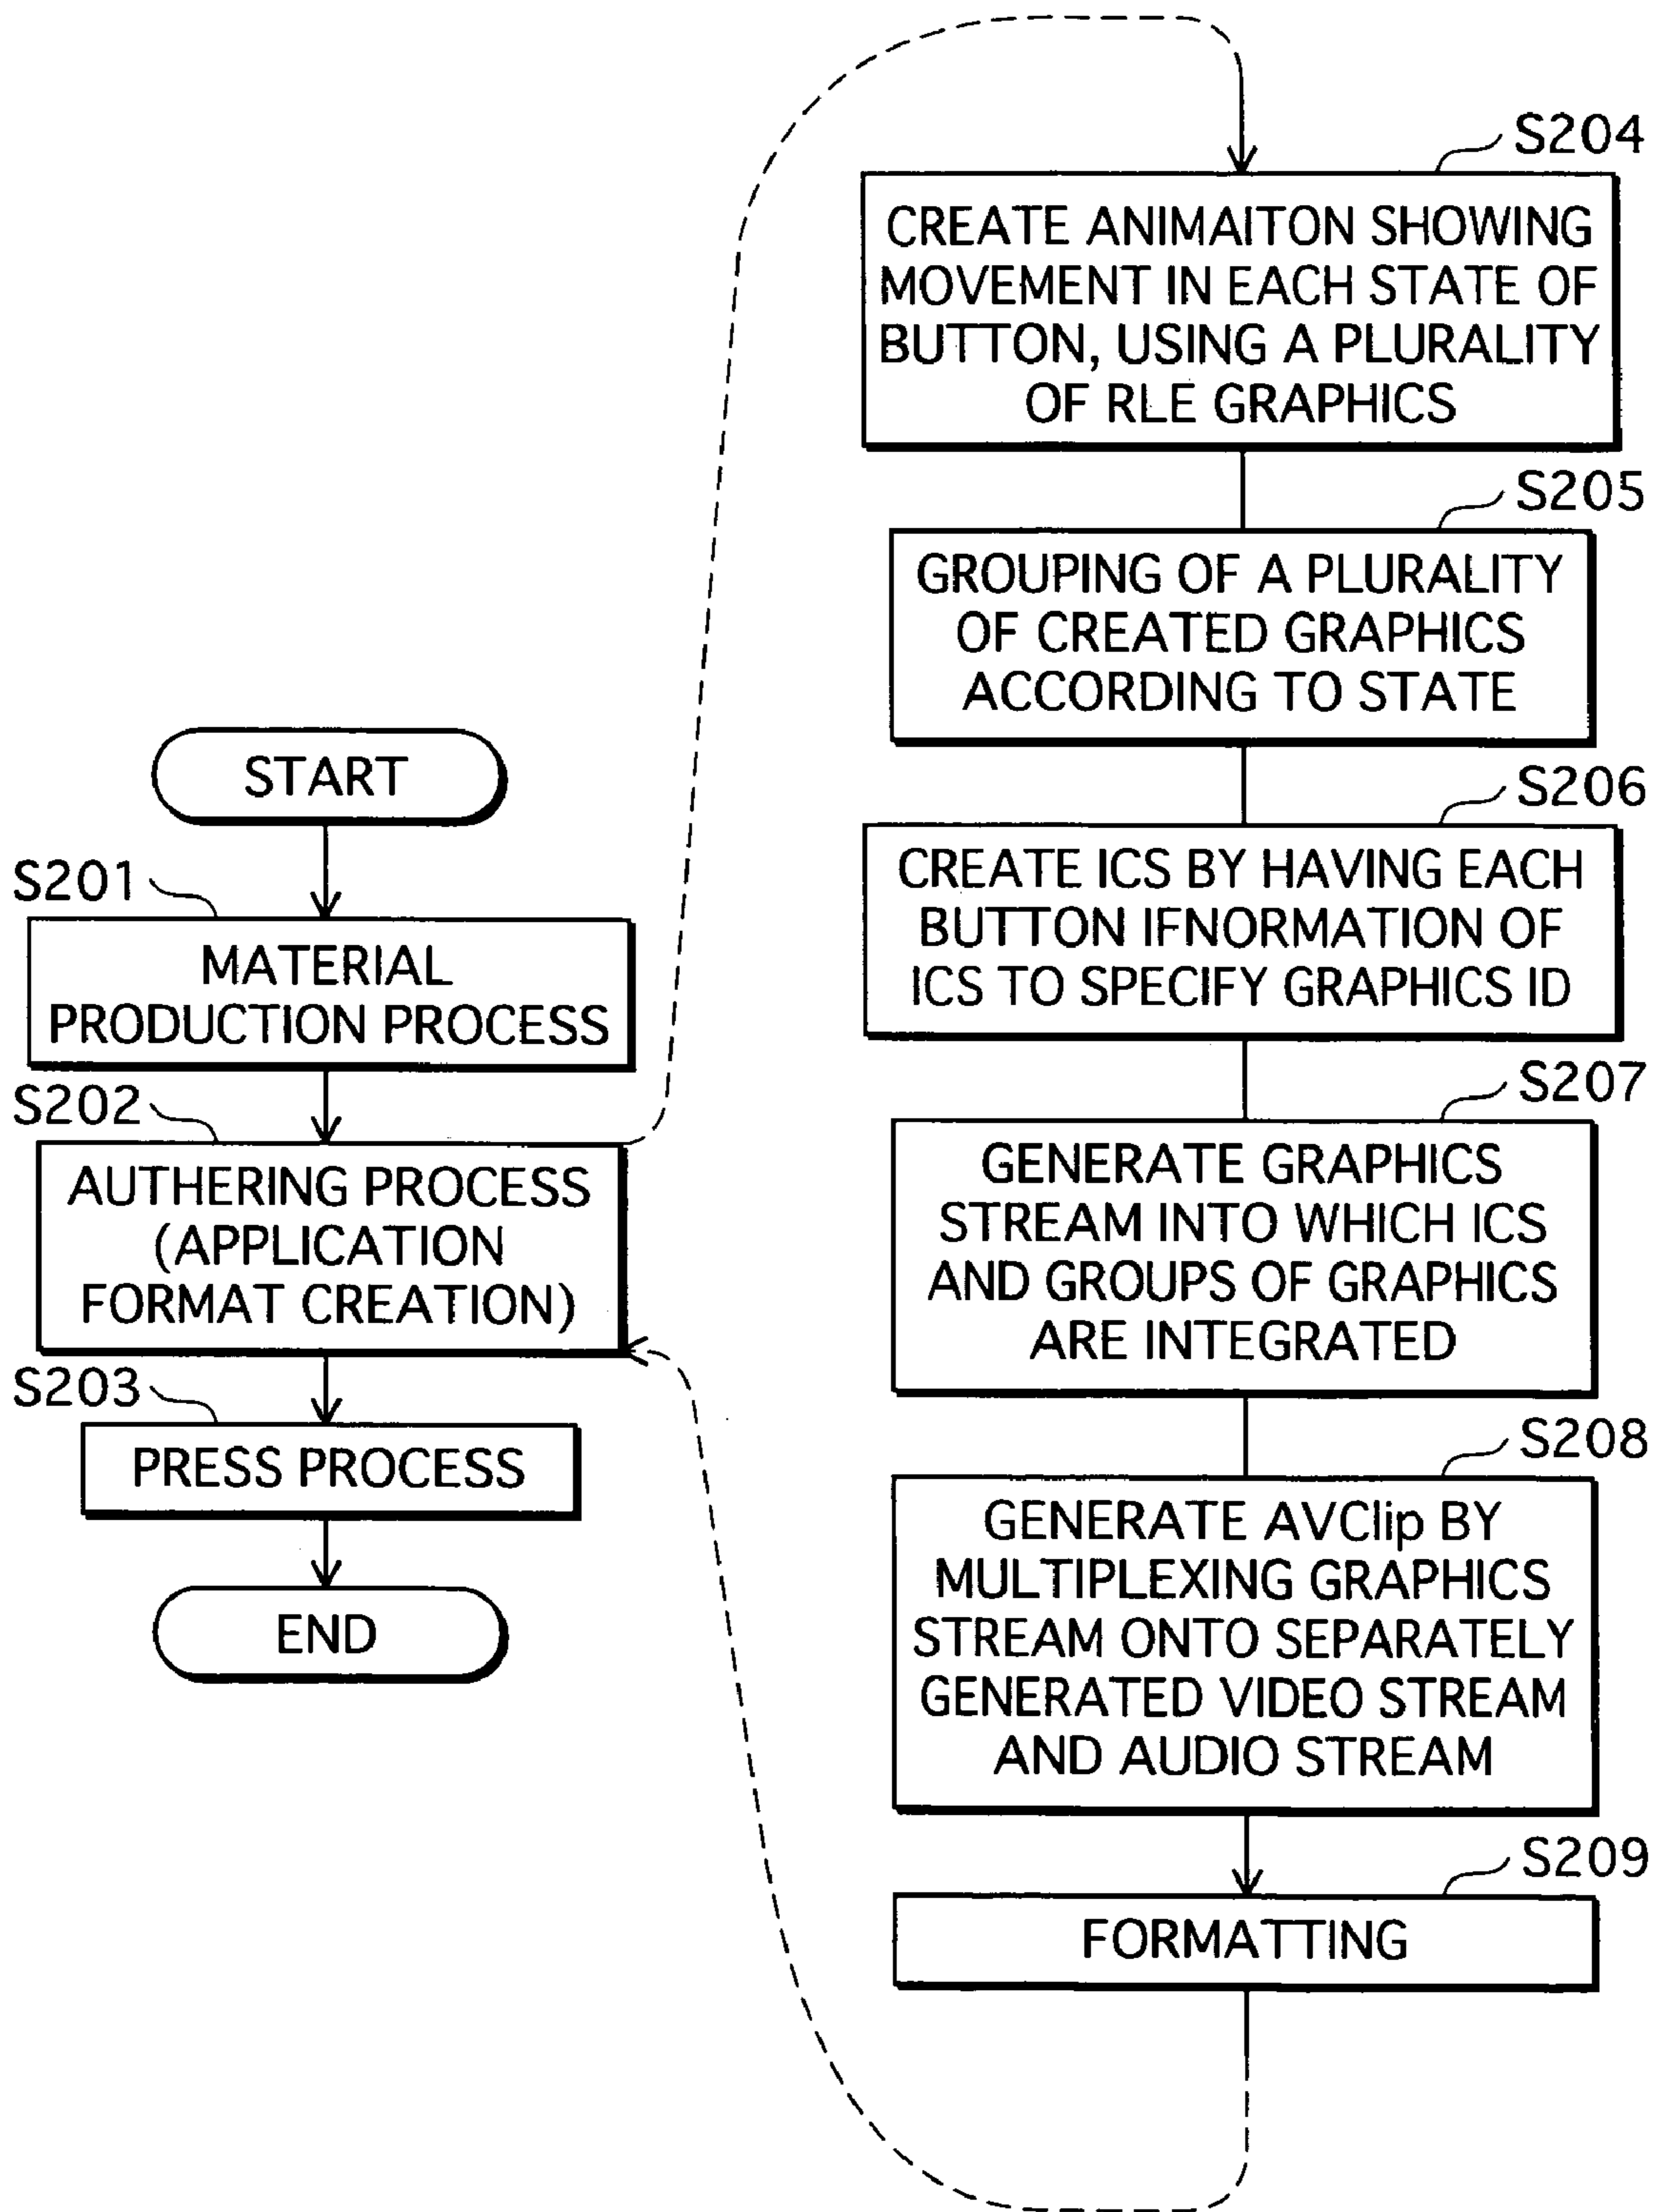 START
S201
MATERIAL
PRODUCTION PROCESS
S202
AUTHERING PROCESS
(APPLICATION
FORMAT CREATION)
S203
PRESS PROCESS
END
S204
CREATE ANIMAITON SHOWING
MOVEMENT IN EACH STATE OF
BUTTON, USING A PLURALITY
OF RLE GRAPHICS
S205
GROUPING OF A PLURALITY
OF CREATED GRAPHICS
ACCORDING TO STATE
S206
CREATE ICS BY HAVING EACH
BUTTON IFNORMATION OF
ICS TO SPECIFY GRAPHICS ID
S207
GENERATE GRAPHICS
STREAM INTO WHICH ICS
AND GROUPS OF GRAPHICS
ARE INTEGRATED
S208
GENERATE AVClip BY
MULTIPLEXING GRAPHICS
STREAM ONTO SEPARATELY
GENERATED VIDEO STREAM
AND AUDIO STREAM
S209
FORMATTING